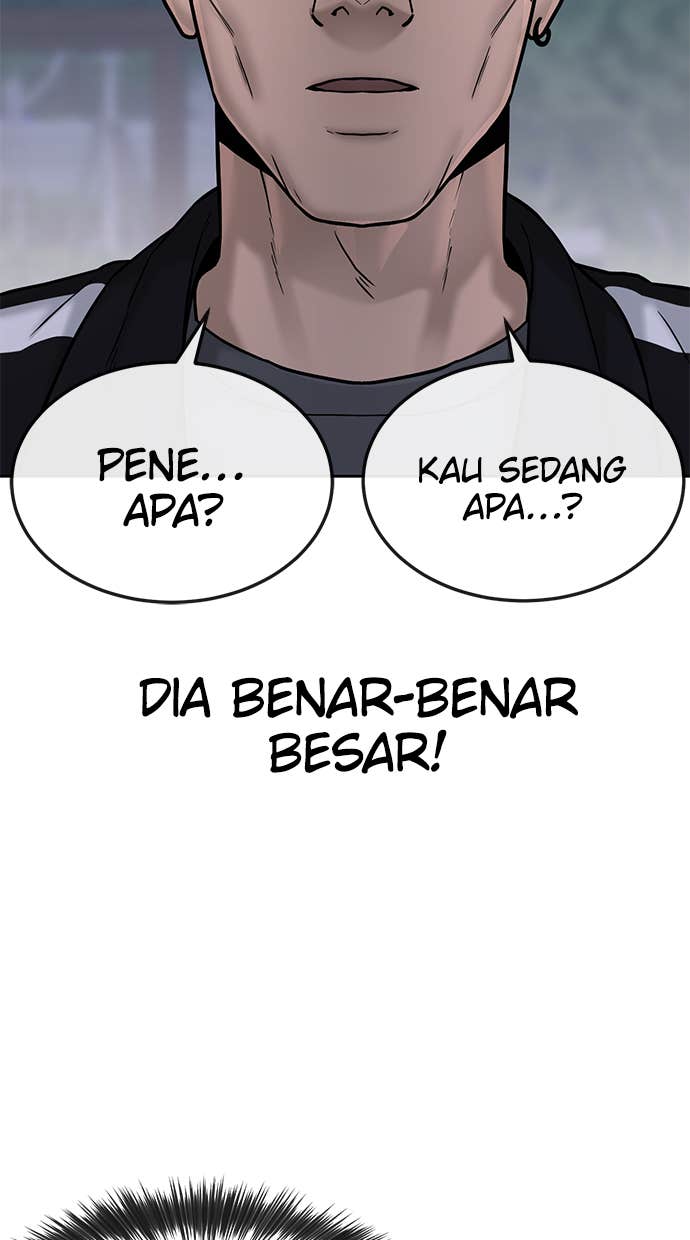 PENE...
APA?
KAU SEDANG
APA...?
DIA BENAR-BENAR
BESAR!